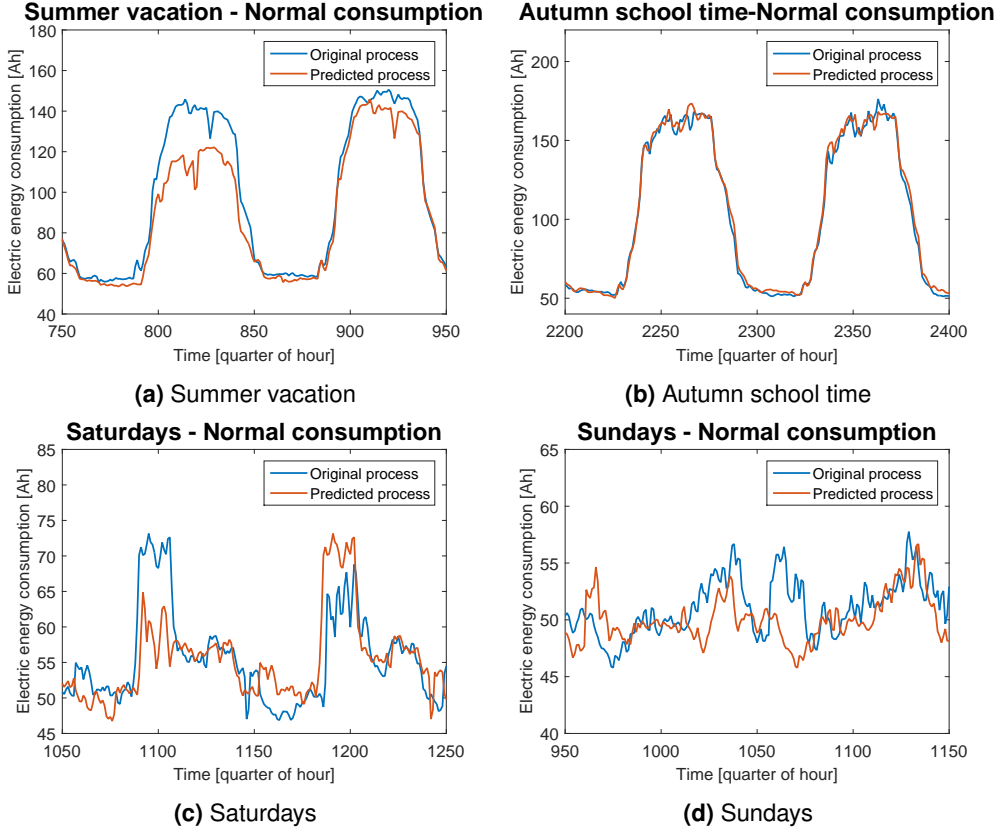 Summer vacation - Normal consumption
180
160
140
120
100
80
60
40
Electric energy consumption [Ah]
Original process
Predicted process
750
800
850
900
950
Time [quarter of hour]
(a) Summer vacation
Autumn school time-Normal consumption
200
150
100
50
Electric energy consumption [Ah]
Original process
Predicted process
2200
2250
2300
2350
2400
Time [quarter of hour]
(b) Autumn school time
Saturdays - Normal consumption
85
80
75
70
65
60
55
50
45
Electric energy consumption [Ah]
Original process
Predicted process
1050
1100
1150
1200
1250
Time [quarter of hour]
(c) Saturdays
Sundays - Normal consumption
65
60
55
50
45
40
Electric energy consumption [Ah]
Original process
Predicted process
950
1000
1050
1100
1150
Time [quarter of hour]
(d) Sundays